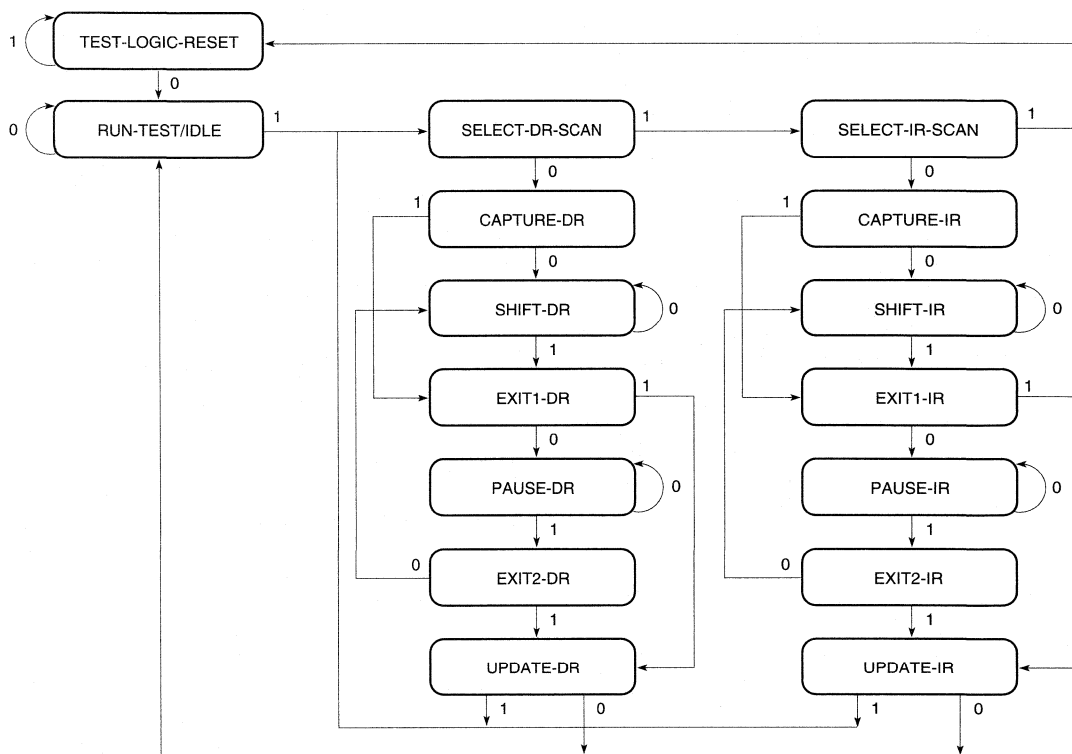 1
TEST-LOGIC-RESET
0
0
RUN-TEST/IDLE
1
SELECT-DR-SCAN
1
SELECT-IR-SCAN
1
0
0
1
CAPTURE-DR
1
CAPTURE-IR
0
0
SHIFT-DR
0
SHIFT-IR
0
1
1
EXIT1-DR
1
EXIT1-IR
1
0
0
PAUSE-DR
0
PAUSE-IR
0
1
1
0
EXIT2-DR
0
EXIT2-IR
1
1
UPDATE-DR
UPDATE-IR
1
0
1
0